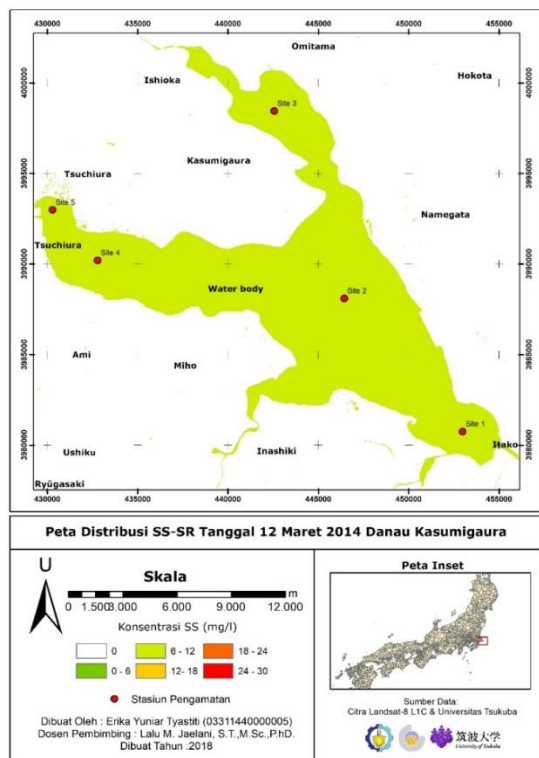 430000 435000 440000 445000 450000 455000
Omitama
Ishioka
Hokota
4000000 4000000
Site 3
Kasumigaura
3995000 3995000
Tsuchiura
Namegata
Site 5
Tsuchiura
Site 4
3990000 3990000
Water body
Site 2
3985000 3985000
Ami
Miho
Site 1
Itako
3980000 3980000
Ushiku
Inashiki
Ryūgasaki
430000 435000 440000 445000 450000 455000
Peta Distribusi SS-SR Tanggal 12 Maret 2014 Danau Kasumigaura
U
Skala
m
0 1.500 3.000 6.000 9.000 12.000
Konsentrasi SS (mg/l)
0 6 - 12 18 - 24
0 - 6 12- 18 24 - 30
Stasiun Pengamatan
Dibuat Oleh : Erika Yuniar Tyastiti (03311440000005)
Dosen Pembimbing : Lalu M. Jaelani, S.T.,M.Sc.,P.hD.
Dibuat Tahun :2018
Peta Inset
Sumber Data:
Citra Landsat-8 L1C & Universitas Tsukuba
筑波大学
University of Tsukuba